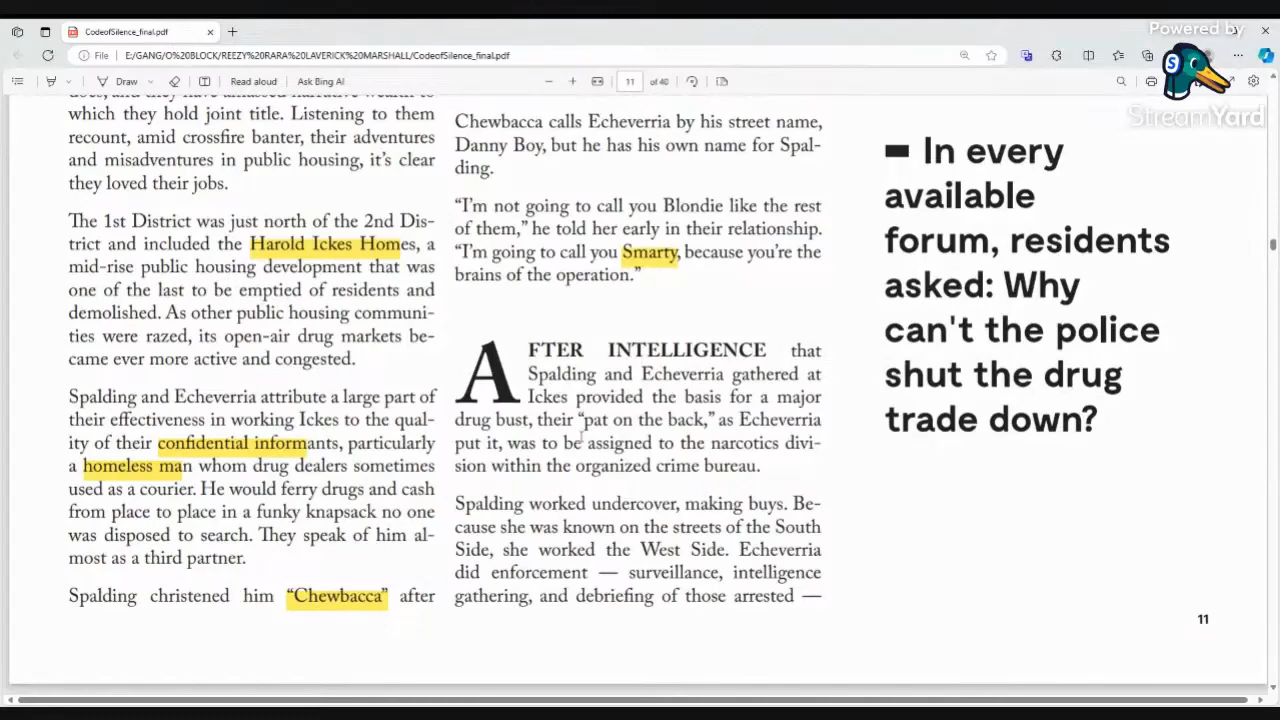 Powered by
StreamYard
CodeofSilence_final.pdf
File
E:/GANG/O%20BLOCK/REEZY%20RARA%20LAVERICK%20MARSHALL/CodeofSilence_final.pdf
Draw
Read aloud
Ask Bing AI
11
of 40
does, and they have amassed narrative wealth to
which they hold joint title. Listening to them
recount, amid crossfire banter, their adventures
and misadventures in public housing, it’s clear
they loved their jobs.
The 1st District was just north of the 2nd Dis-
trict and included the Harold Ickes Homes, a
mid-rise public housing development that was
one of the last to be emptied of residents and
demolished. As other public housing communi-
ties were razed, its open-air drug markets be-
came ever more active and congested.
Spalding and Echeverria attribute a large part of
their effectiveness in working Ickes to the qual-
ity of their confidential informants, particularly
a homeless man whom drug dealers sometimes
used as a courier. He would ferry drugs and cash
from place to place in a funky knapsack no one
was disposed to search. They speak of him al-
most as a third partner.
Spalding christened him “Chewbacca” after
Chewbacca calls Echeverria by his street name,
Danny Boy, but he has his own name for Spal-
ding.
“I’m not going to call you Blondie like the rest
of them,” he told her early in their relationship.
“I’m going to call you Smarty, because you’re the
brains of the operation.”
AFTER INTELLIGENCE that
Spalding and Echeverria gathered at
Ickes provided the basis for a major
drug bust, their “pat on the back,” as Echeverria
put it, was to be assigned to the narcotics divi-
sion within the organized crime bureau.
Spalding worked undercover, making buys. Be-
cause she was known on the streets of the South
Side, she worked the West Side. Echeverria
did enforcement — surveillance, intelligence
gathering, and debriefing of those arrested —
In every
available
forum, residents
asked: Why
can't the police
shut the drug
trade down?
11